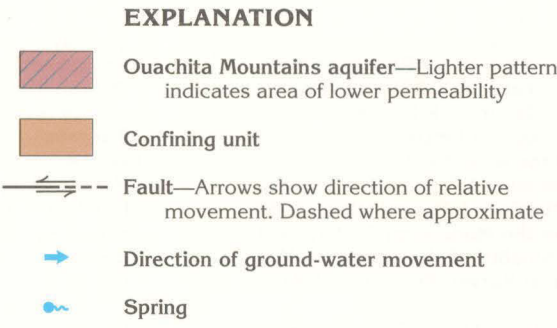 EXPLANATION
Ouachita Mountains aquifer—Lighter pattern
indicates area of lower permeability
Confining unit
Fault—Arrows show direction of relative
movement. Dashed where approximate
Direction of ground-water movement
Spring